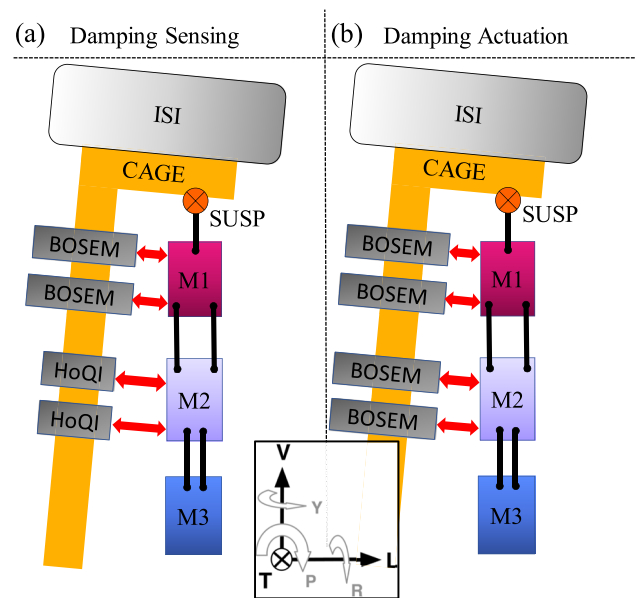 (a) Damping Sensing
ISI
CAGE
SUSP
BOSEM
M1
BOSEM
HoQI
M2
HoQI
M3
(b) Damping Actuation
ISI
CAGE
SUSP
BOSEM
M1
BOSEM
BOSEM
M2
BOSEM
M3
V
Y
T
P
R
L